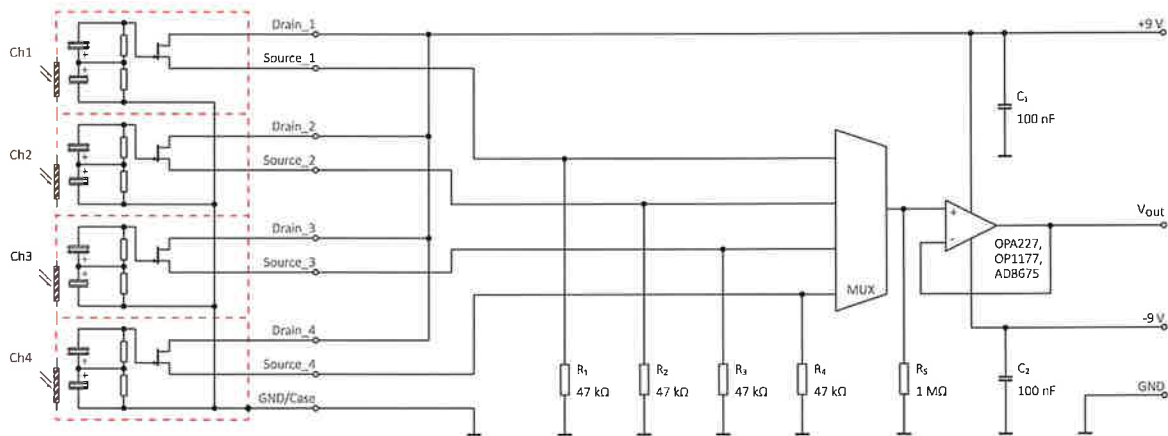 Ch1
Drain_1
Source_1
Ch2
Drain_2
Source_2
Ch3
Drain_3
Source_3
Ch4
Drain_4
Source_4
GND/Case
R₁
47 kΩ
R₂
47 kΩ
R₃
47 kΩ
R₄
47 kΩ
MUX
R₅
1 MΩ
+
-
OPA227,
OP1177,
AD8675
+9 V
C₁
100 nF
Vout
-9 V
C₂
100 nF
GND